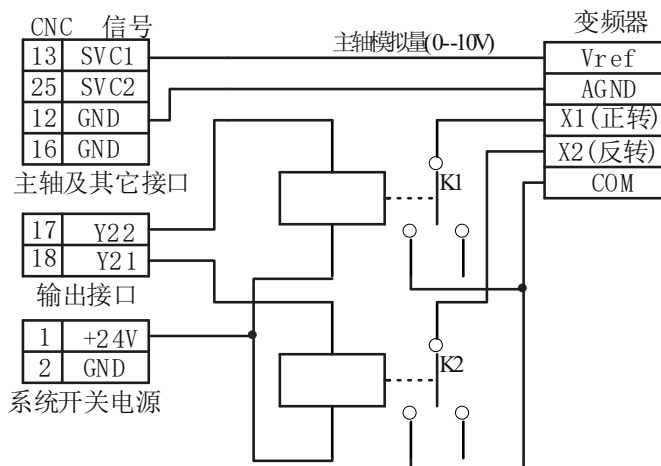 CNC 信号
变频器
主轴模拟量(0--10V)
13 SVC1
25 SVC2
12 GND
16 GND
主轴及其它接口
Vref
AGND
X1(正转)
X2(反转)
COM
K1
17 Y22
18 Y21
输出接口
1 +24V
2 GND
系统开关电源
K2